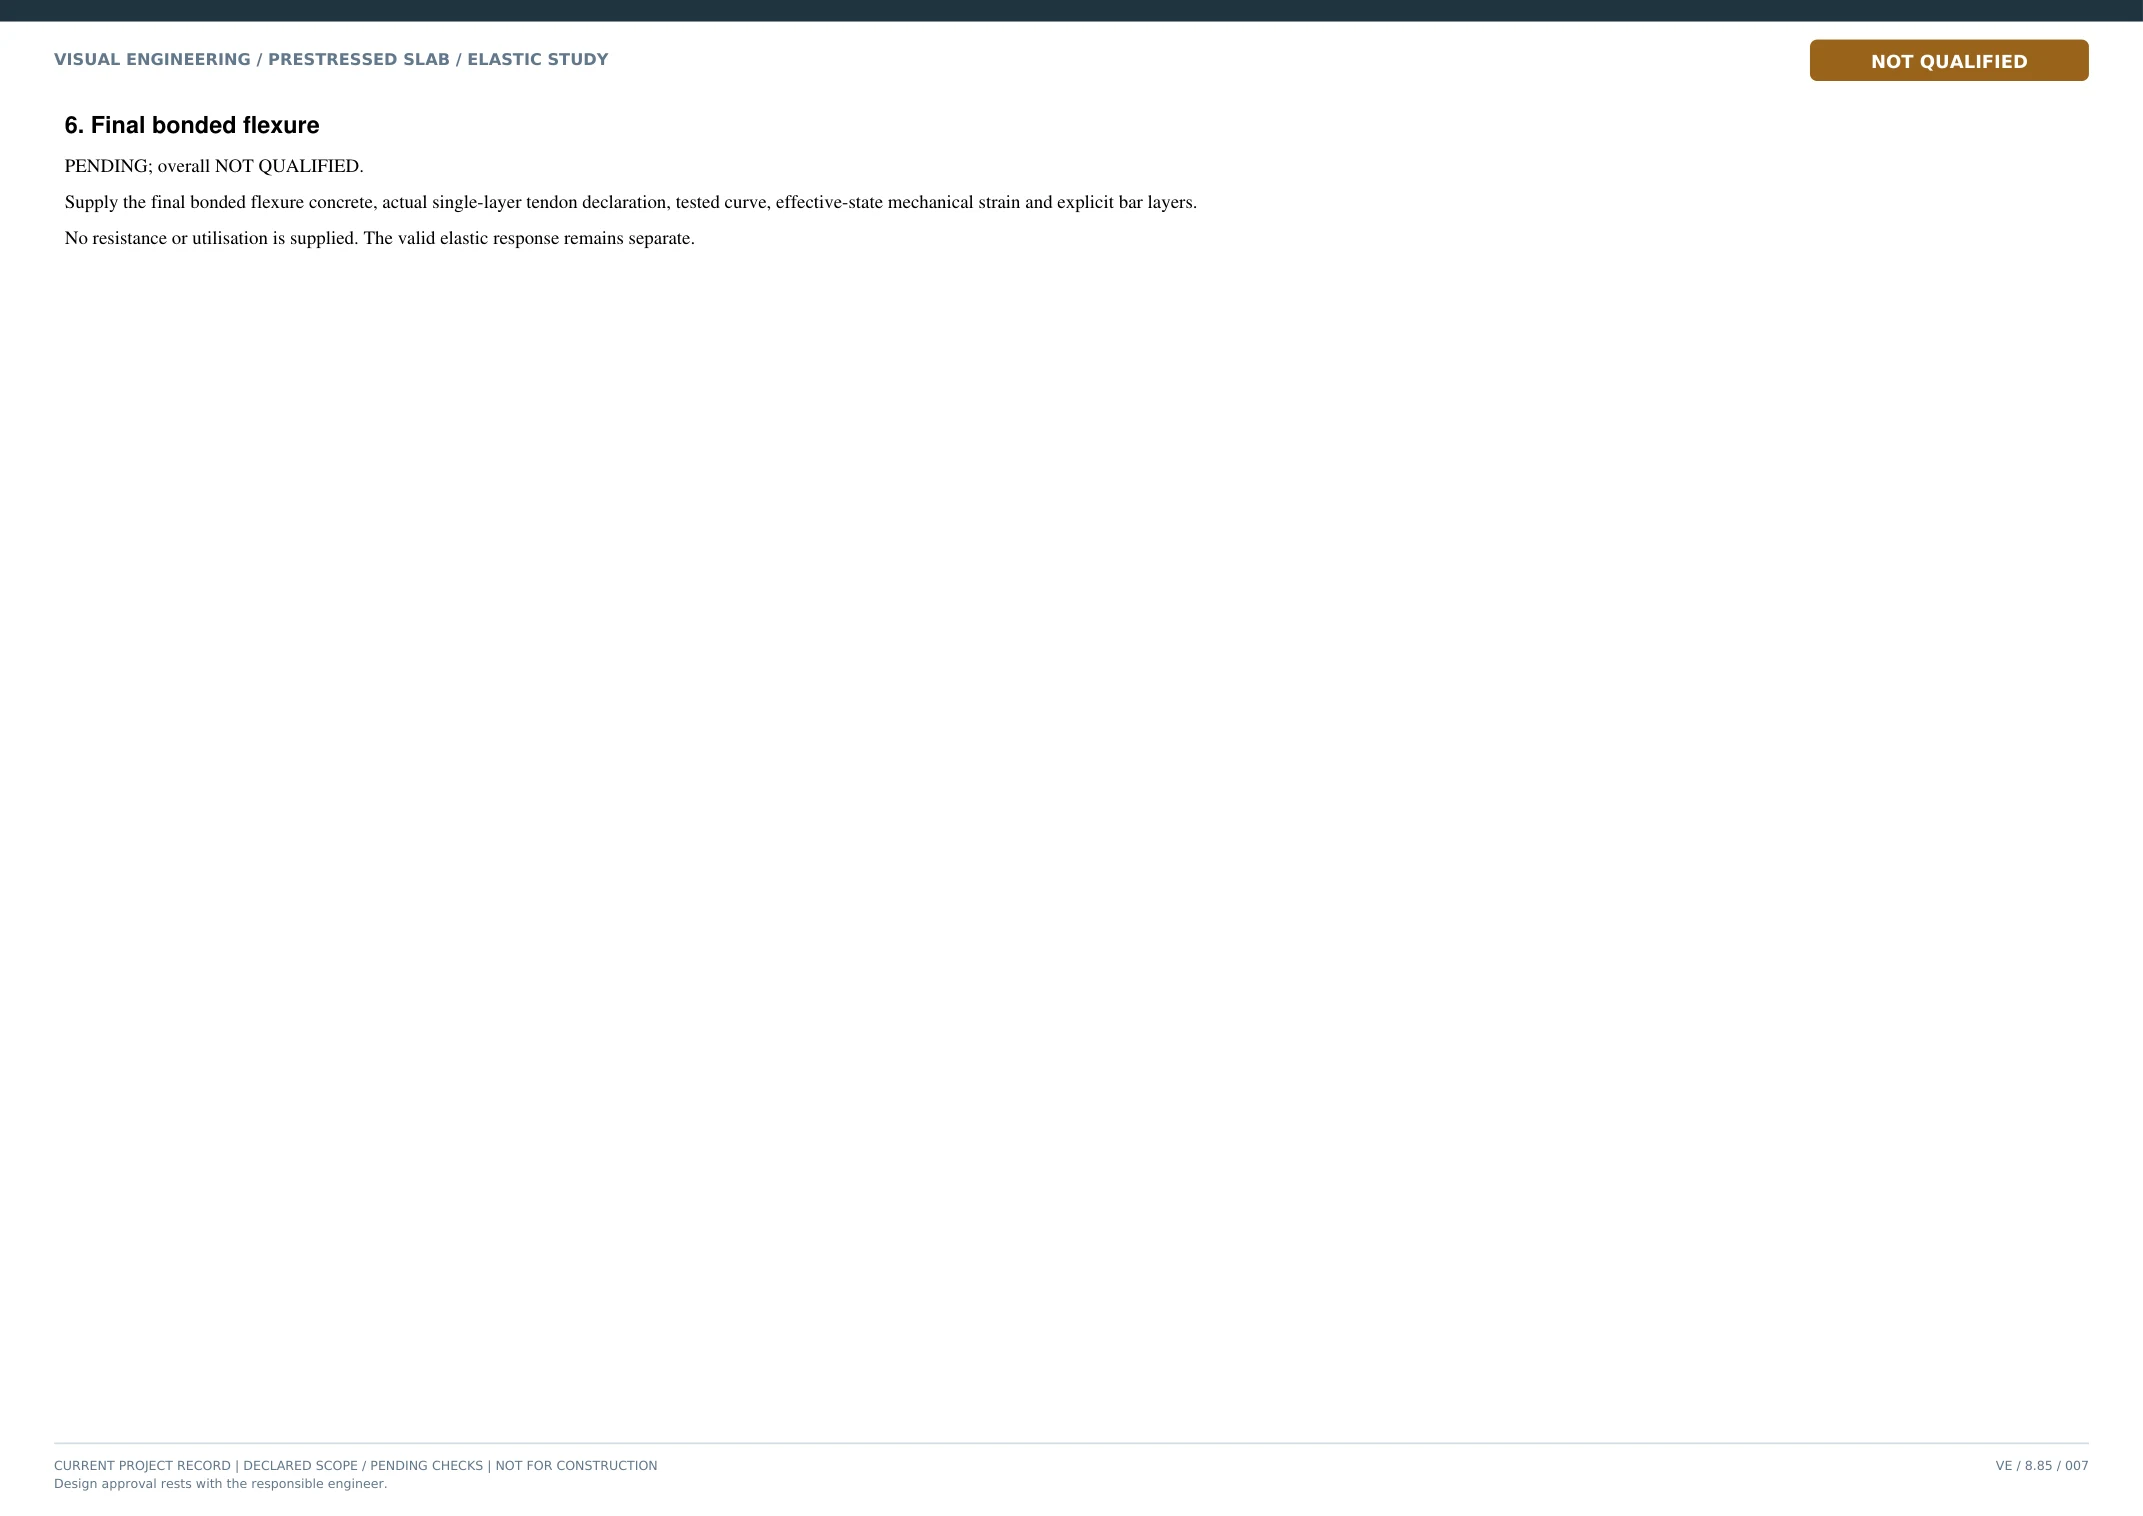 VISUAL ENGINEERING / PRESTRESSED SLAB / ELASTIC STUDY
NOT QUALIFIED
6. Final bonded flexure
PENDING; overall NOT QUALIFIED.
Supply the final bonded flexure concrete, actual single-layer tendon declaration, tested curve, effective-state mechanical strain and explicit bar layers.
No resistance or utilisation is supplied. The valid elastic response remains separate.
CURRENT PROJECT RECORD | DECLARED SCOPE / PENDING CHECKS | NOT FOR CONSTRUCTION
VE / 8.85 / 007
Design approval rests with the responsible engineer.